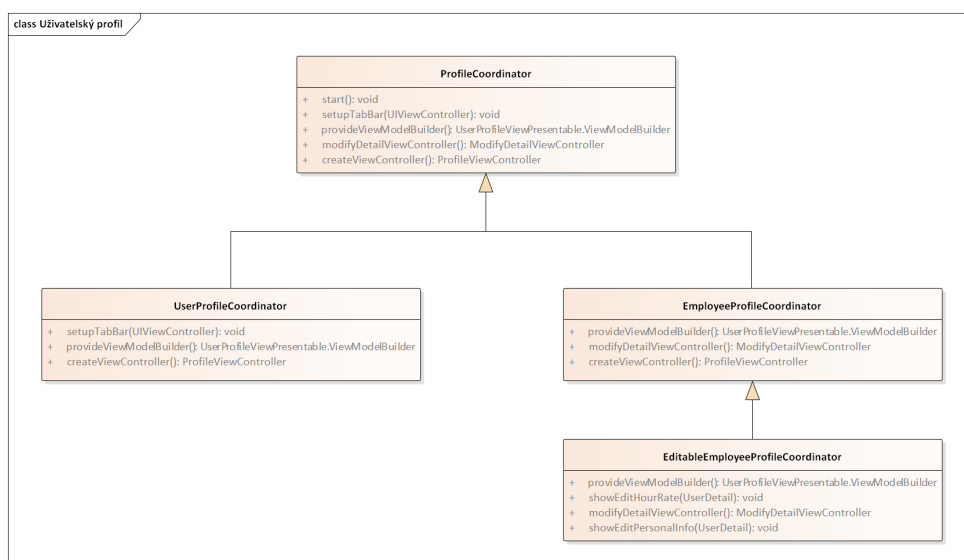 class Uživatelský profil
ProfileCoordinator
+ start(): void
+ setupTabBar(UIViewController): void
+ provideViewModelBuilder(): UserProfileViewPresentable.ViewModelBuilder
+ modifyDetailViewController(): ModifyDetailViewController
+ createViewController(): ProfileViewController
UserProfileCoordinator
+ setupTabBar(UIViewController): void
+ provideViewModelBuilder(): UserProfileViewPresentable.ViewModelBuilder
+ createViewController(): ProfileViewController
EmployeeProfileCoordinator
+ provideViewModelBuilder(): UserProfileViewPresentable.ViewModelBuilder
+ modifyDetailViewController(): ModifyDetailViewController
+ createViewController(): ProfileViewController
EditableEmployeeProfileCoordinator
+ provideViewModelBuilder(): UserProfileViewPresentable.ViewModelBuilder
+ showEditHourRate(UserDetail): void
+ modifyDetailViewController(): ModifyDetailViewController
+ showEditPersonalInfo(UserDetail): void